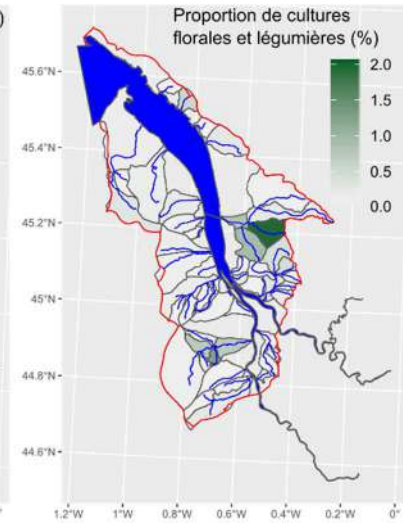 )
Proportion de cultures
florales et légumières (%)
2.0
1.5
1.0
0.5
0.0
45.6°N
45.4°N
45.2°N
45°N
44.8°N
44.6°N
1.2°W
0.8°W
0.6°W
0.4°W
0.2°W
0°